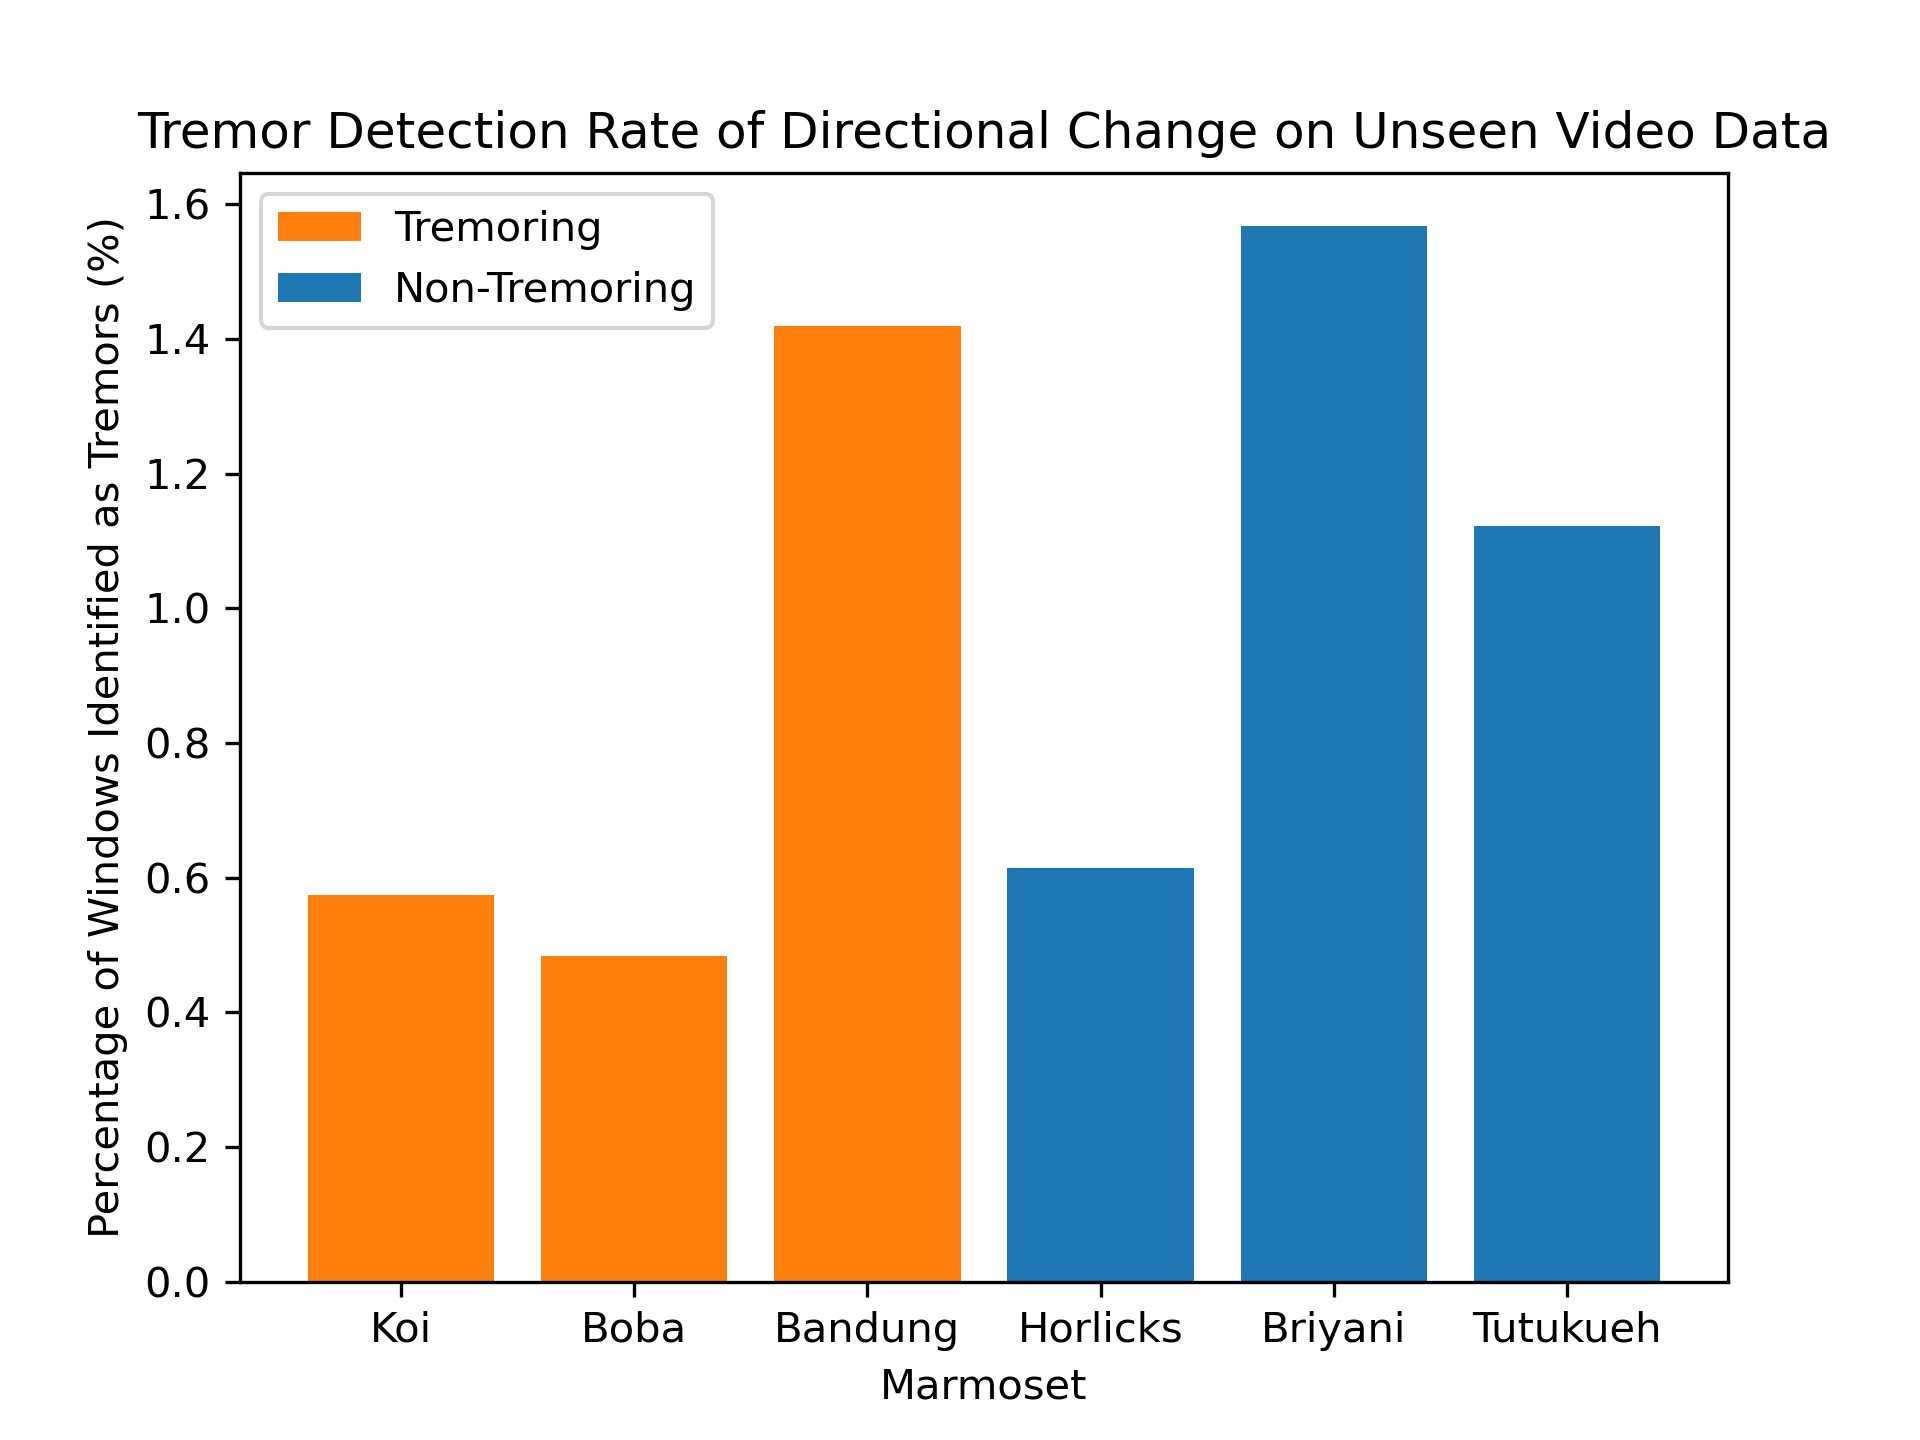 Tremor Detection Rate of Directional Change on Unseen Video Data
Tremoring
Non-Tremoring
Percentage of Windows Identified as Tremors (%)
1.6
1.4
1.2
1.0
0.8
0.6
0.4
0.2
0.0
Koi Boba Bandung Horlicks Briyani Tutukueh
Marmoset